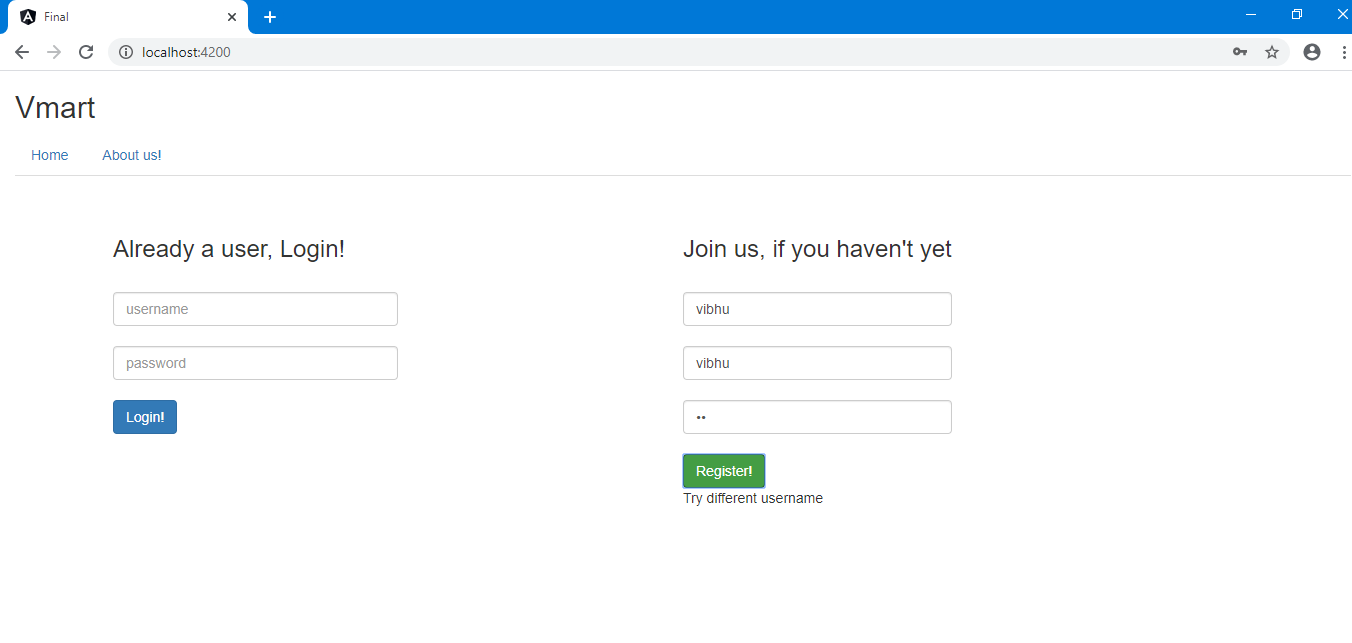 Final
localhost:4200
Vmart
Home About us!
Already a user, Login!
username
password
Login!
Join us, if you haven't yet
vibhu
vibhu
••
Register!
Try different username